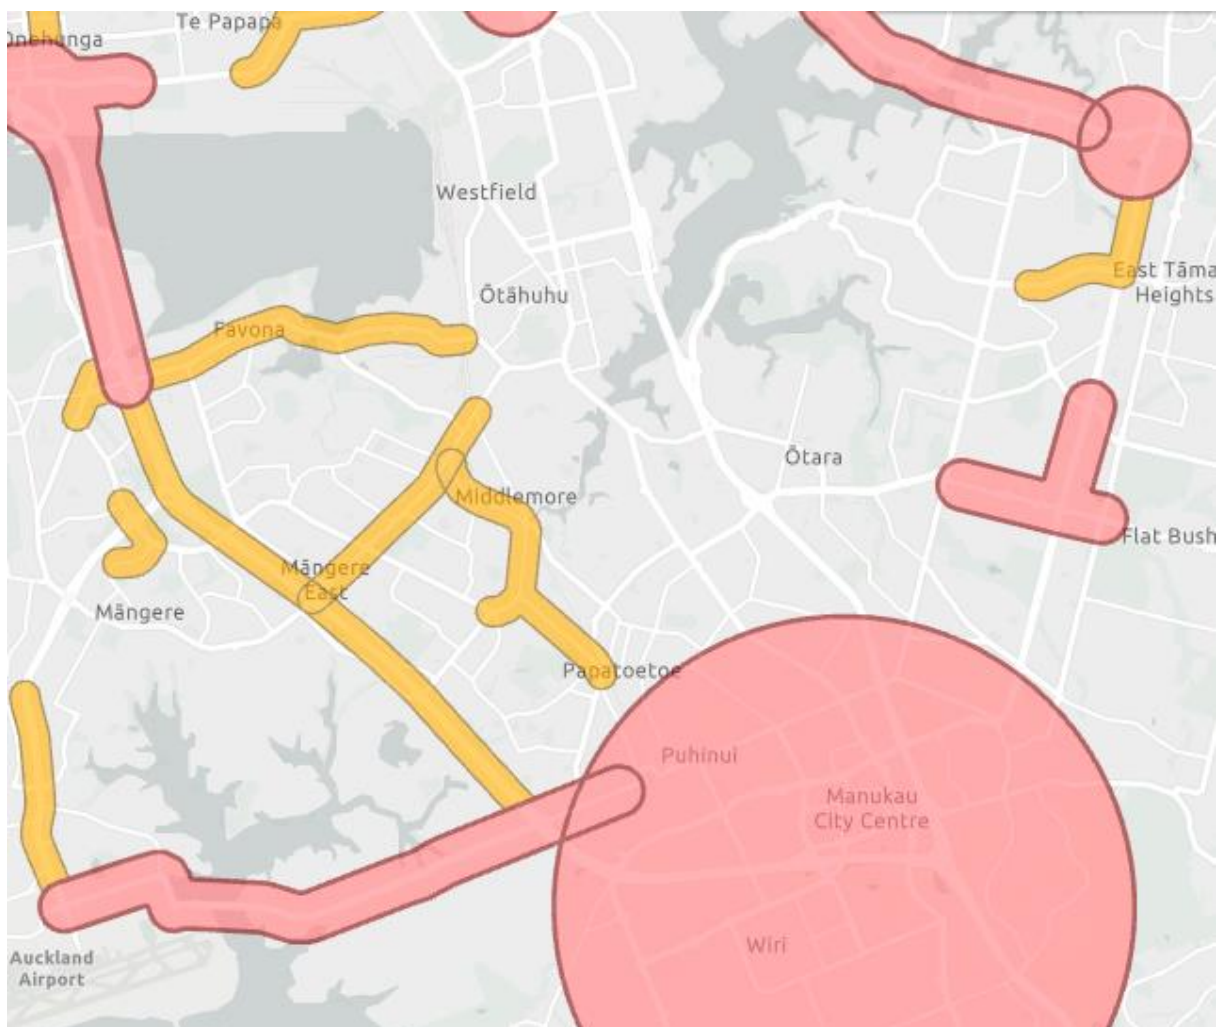 Te Papapa
Onehunga
Westfield
Ōtāhuhu
East Tāma
Heights
Favona
Ōtara
Middlemore
Flat Bush
Māngere
East
Māngere
Papatoetoe
Puhinui
Manukau
City Centre
Wiri
Auckland
Airport